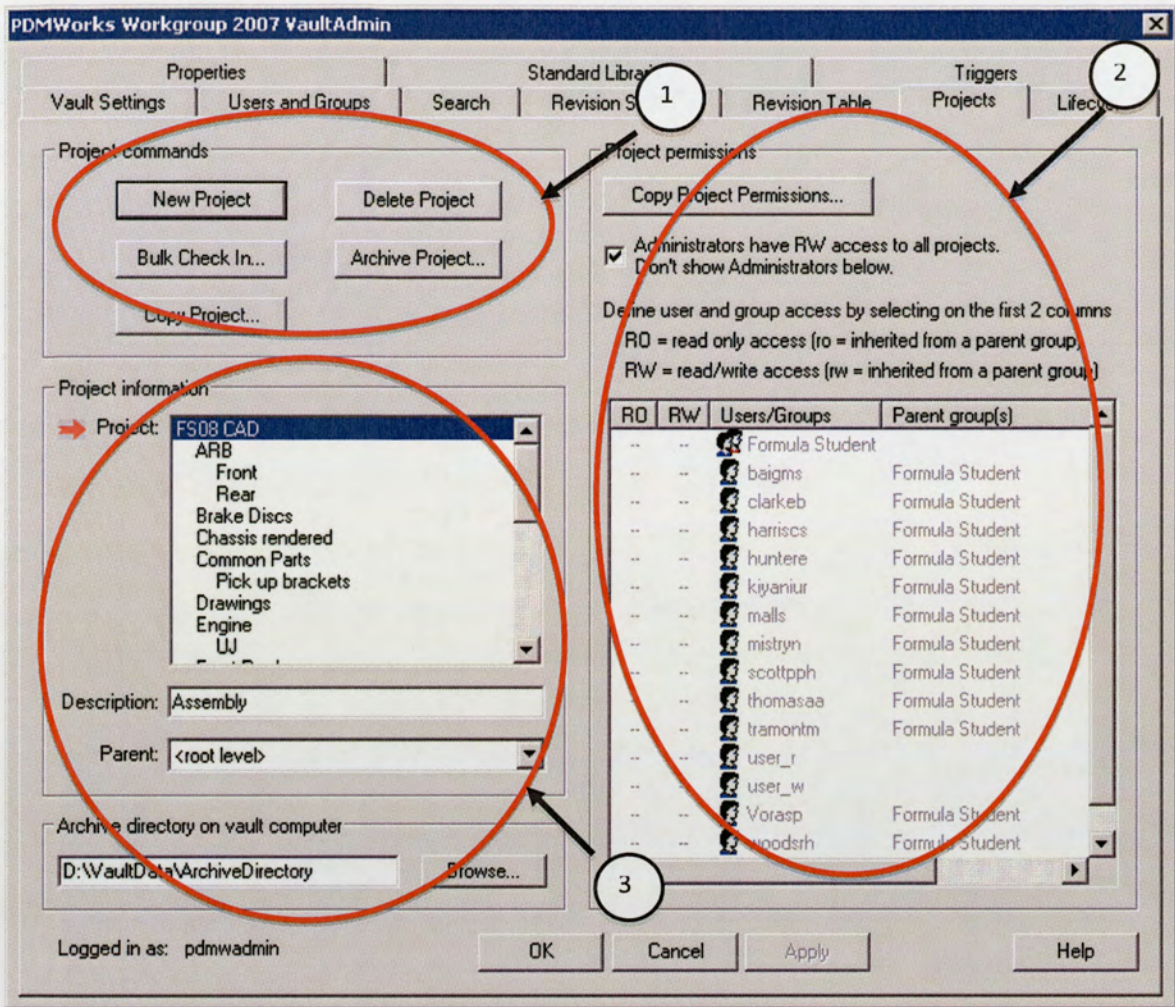 PDMWorks Workgroup 2007 VaultAdmin
Properties
Triggers
Vault Settings
Users and Groups
Search
Revision
Revision Table
Projects
1
2
Project commands
New Project
Delete Project
Bulk Check In...
Archive Project...
Copy Project...
Project information
Project:
FS08 CAD
ARB
Front
Rear
Brake Discs
Chassis rendered
Common Parts
Pick up brackets
Drawings
Engine
UJ
Description: Assembly
Parent: <root level>
Archive directory on vault computer
D:\VaultData\ArchiveDirectory
Browse...
3
Project permissions
Copy Project Permissions...
Administrators have RW access to all projects.
Don't show Administrators below.
Define user and group access by selecting on the first 2 columns
RO = read only access (ro = inherited from a parent group)
RW = read/write access (rw = inherited from a parent group)
RO RW Users/Groups Parent group(s)
-- -- Formula Student
-- -- baigms Formula Student
-- -- clarkeb Formula Student
-- -- harriscs Formula Student
-- -- huntere Formula Student
-- -- kiyaniur Formula Student
-- -- malls Formula Student
-- -- mistryn Formula Student
-- -- scottpph Formula Student
-- -- thomasaa Formula Student
-- -- tramontm Formula Student
-- -- user_r
-- -- user_w
-- -- Vorasp Formula Student
-- -- woodsrh Formula Student
Logged in as: pdmwadmin
OK
Cancel
Apply
Help